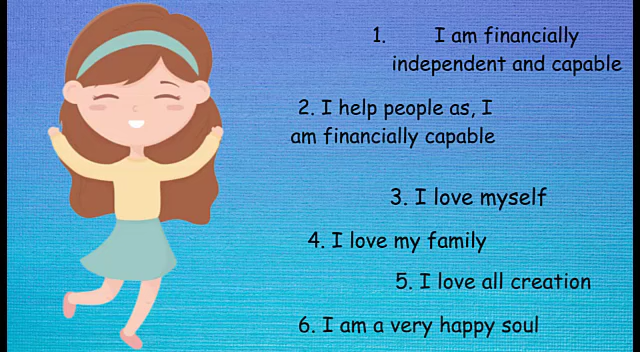 1. I am financially
independent and capable
2. I help people as, I
am financially capable
3. I love myself
4. I love my family
5. I love all creation
6. I am a very happy soul